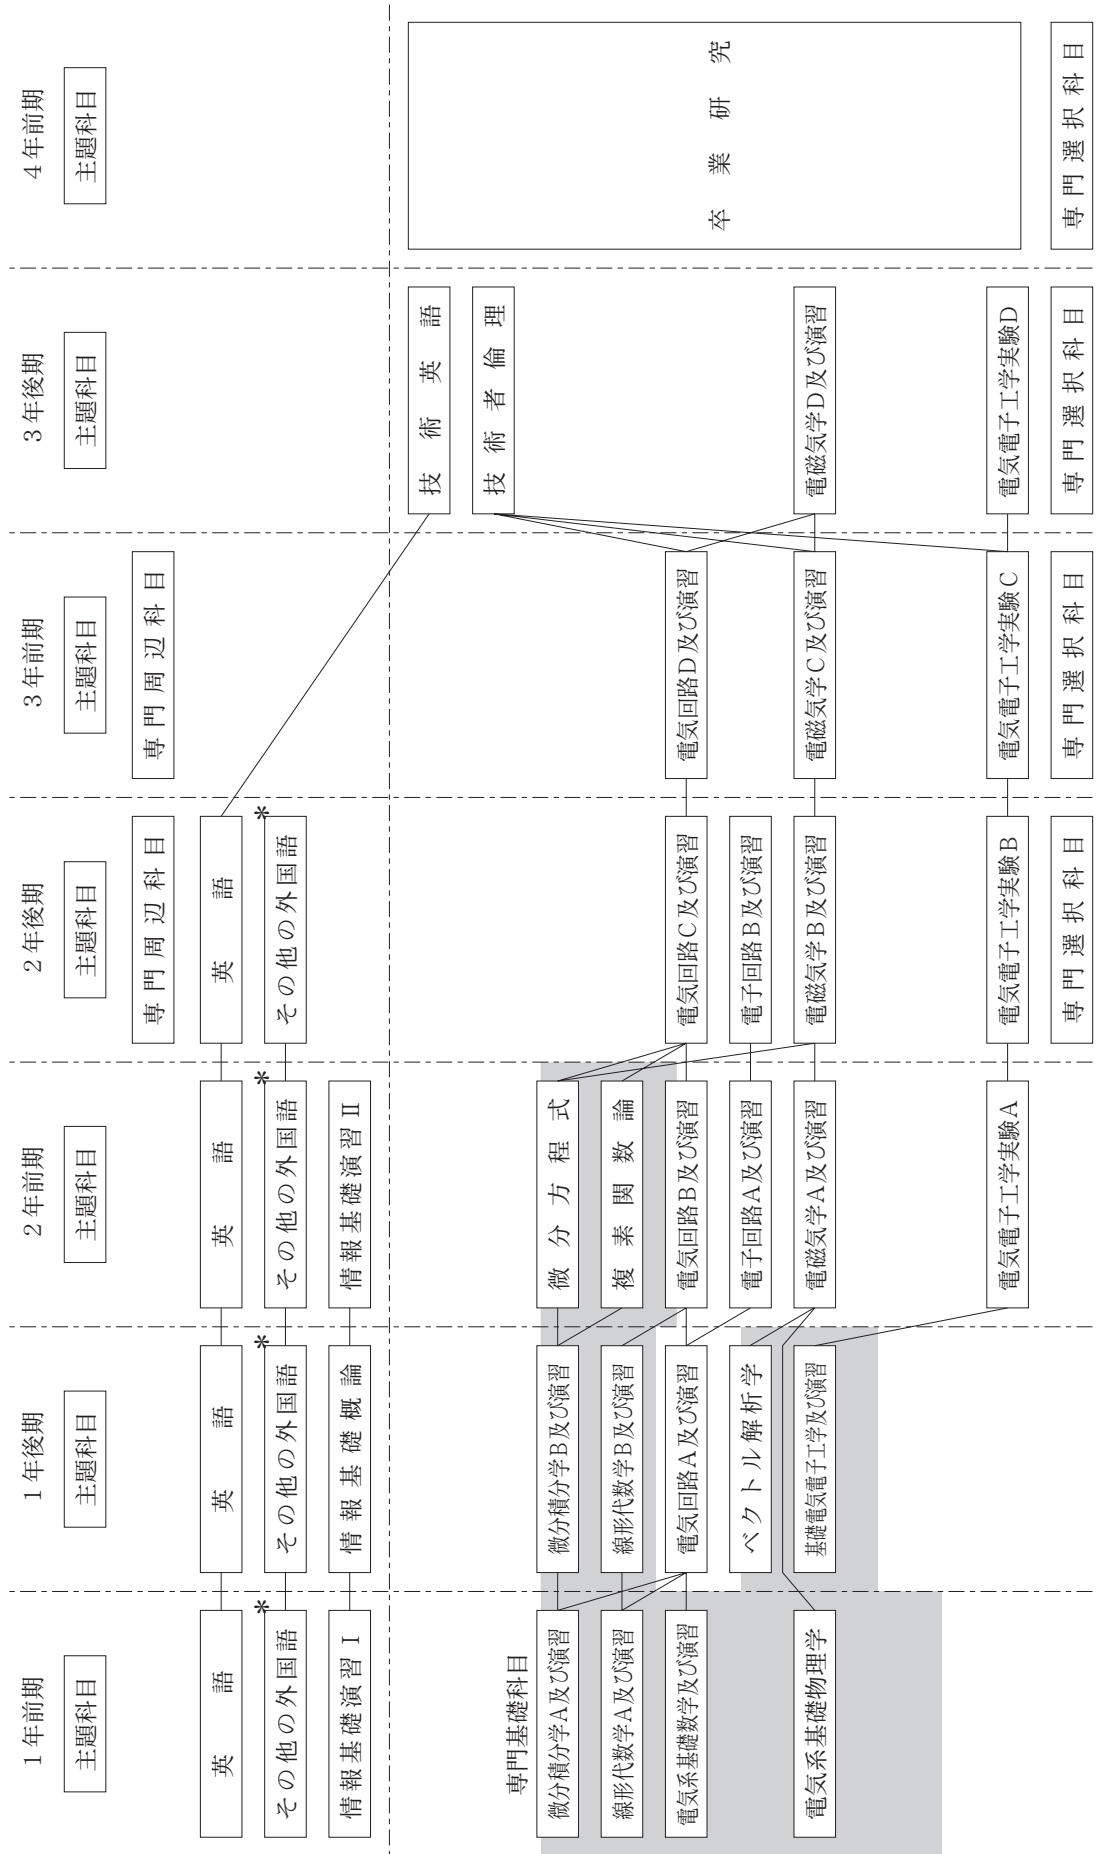 1年前期
主題科目
英語
*
その他の外国語
情報基礎演習Ⅰ
専門基礎科目
微分積分学A及び演習
線形代数学A及び演習
電気系基礎数学及び演習
電気系基礎物理学
1年後期
主題科目
英語
*
その他の外国語
情報基礎概論
微分積分学B及び演習
線形代数学B及び演習
電気回路A及び演習
ベクトル解析学
基礎電気電子工学及び演習
2年前期
主題科目
英語
*
その他の外国語
情報基礎演習Ⅱ
微分方程式
複素関数論
電気回路B及び演習
電子回路A及び演習
電磁気学A及び演習
電気電子工学実験A
2年後期
主題科目
専門周辺科目
英語
*
その他の外国語
電気回路C及び演習
電子回路B及び演習
電磁気学B及び演習
電気電子工学実験B
専門選択科目
3年前期
主題科目
専門周辺科目
電気回路D及び演習
電磁気学C及び演習
電気電子工学実験C
専門選択科目
3年後期
主題科目
技術英語
技術者倫理
電磁気学D及び演習
電気電子工学実験D
専門選択科目
4年前期
主題科目
卒業研究
専門選択科目